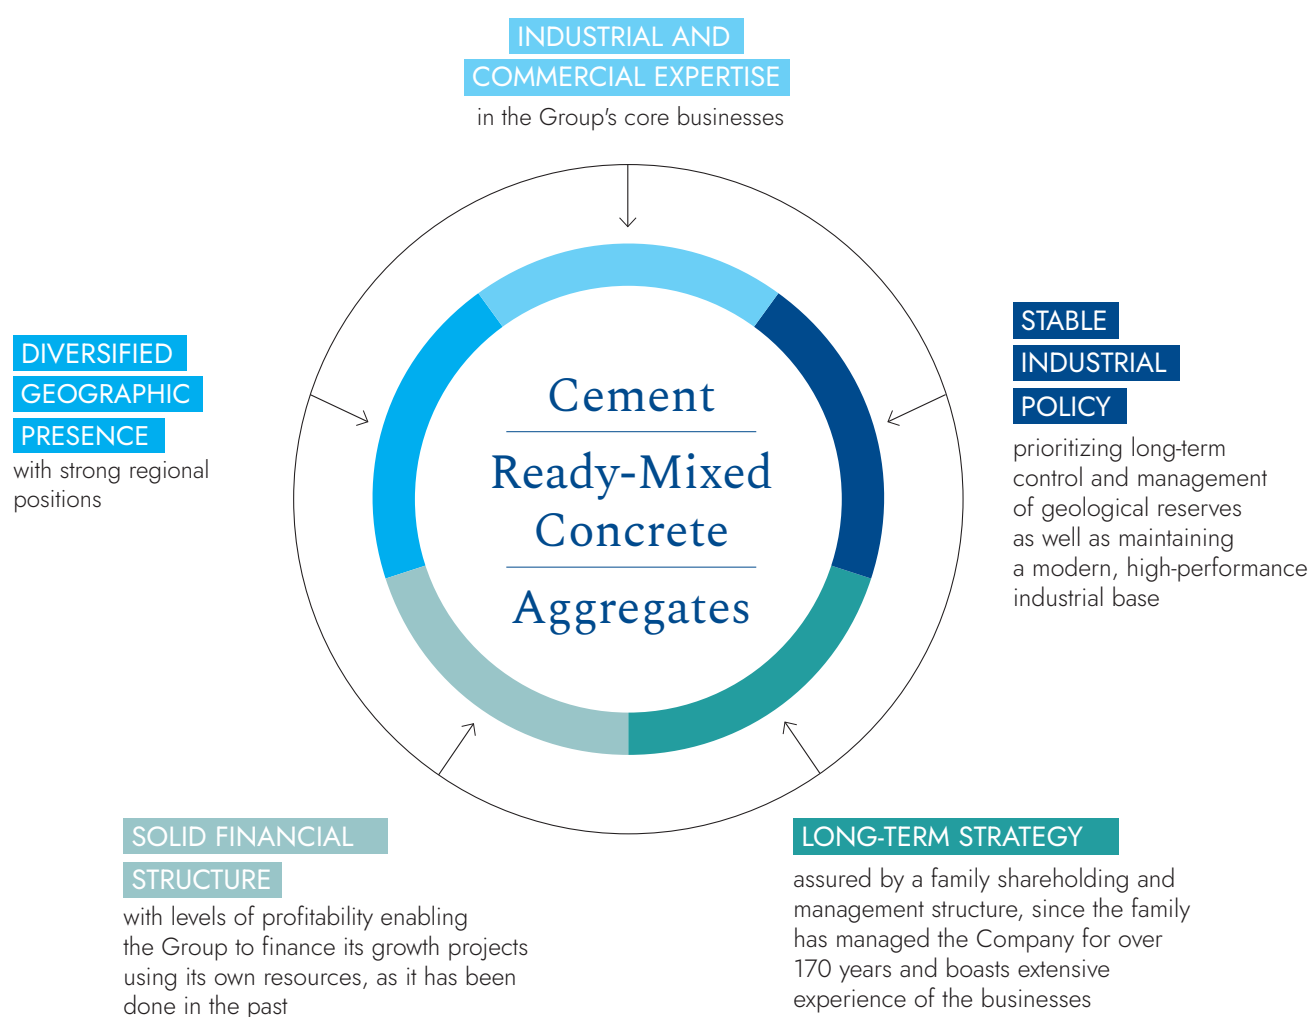 INDUSTRIAL AND
COMMERCIAL EXPERTISE
in the Group's core businesses
DIVERSIFIED
GEOGRAPHIC
PRESENCE
with strong regional
positions
Cement
Ready-Mixed
Concrete
Aggregates
STABLE
INDUSTRIAL
POLICY
prioritizing long-term
control and management
of geological reserves
as well as maintaining
a modern, high-performance
industrial base
SOLID FINANCIAL
STRUCTURE
with levels of profitability enabling
the Group to finance its growth projects
using its own resources, as it has been
done in the past
LONG-TERM STRATEGY
assured by a family shareholding and
management structure, since the family
has managed the Company for over
170 years and boasts extensive
experience of the businesses